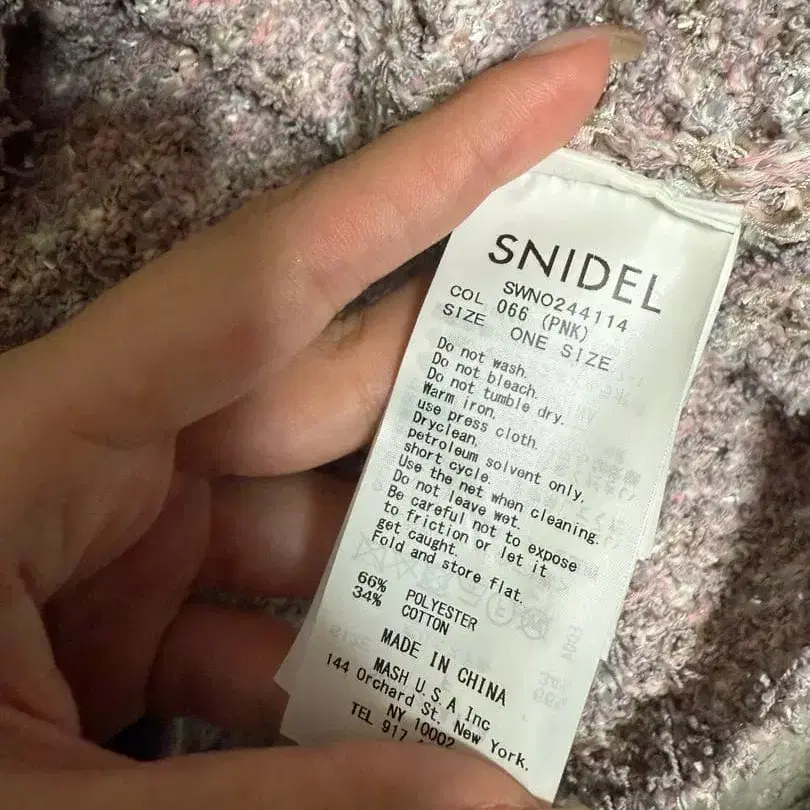 SNIDEL
SWNO244114
COL 066 (PNK)
SIZE ONE SIZE
Do not wash.
Do not bleach.
Do not tumble dry.
Warm iron,
use press cloth.
Dryclean,
petroleum solvent only,
short cycle.
Use the net when cleaning.
Do not leave wet.
Be careful not to expose
to friction or let it
get caught.
Fold and store flat.
66% POLYESTER
34% COTTON
MADE IN CHINA
MASH U.S.A Inc
144 Orchard St. New York,
NY 10002
TEL 917